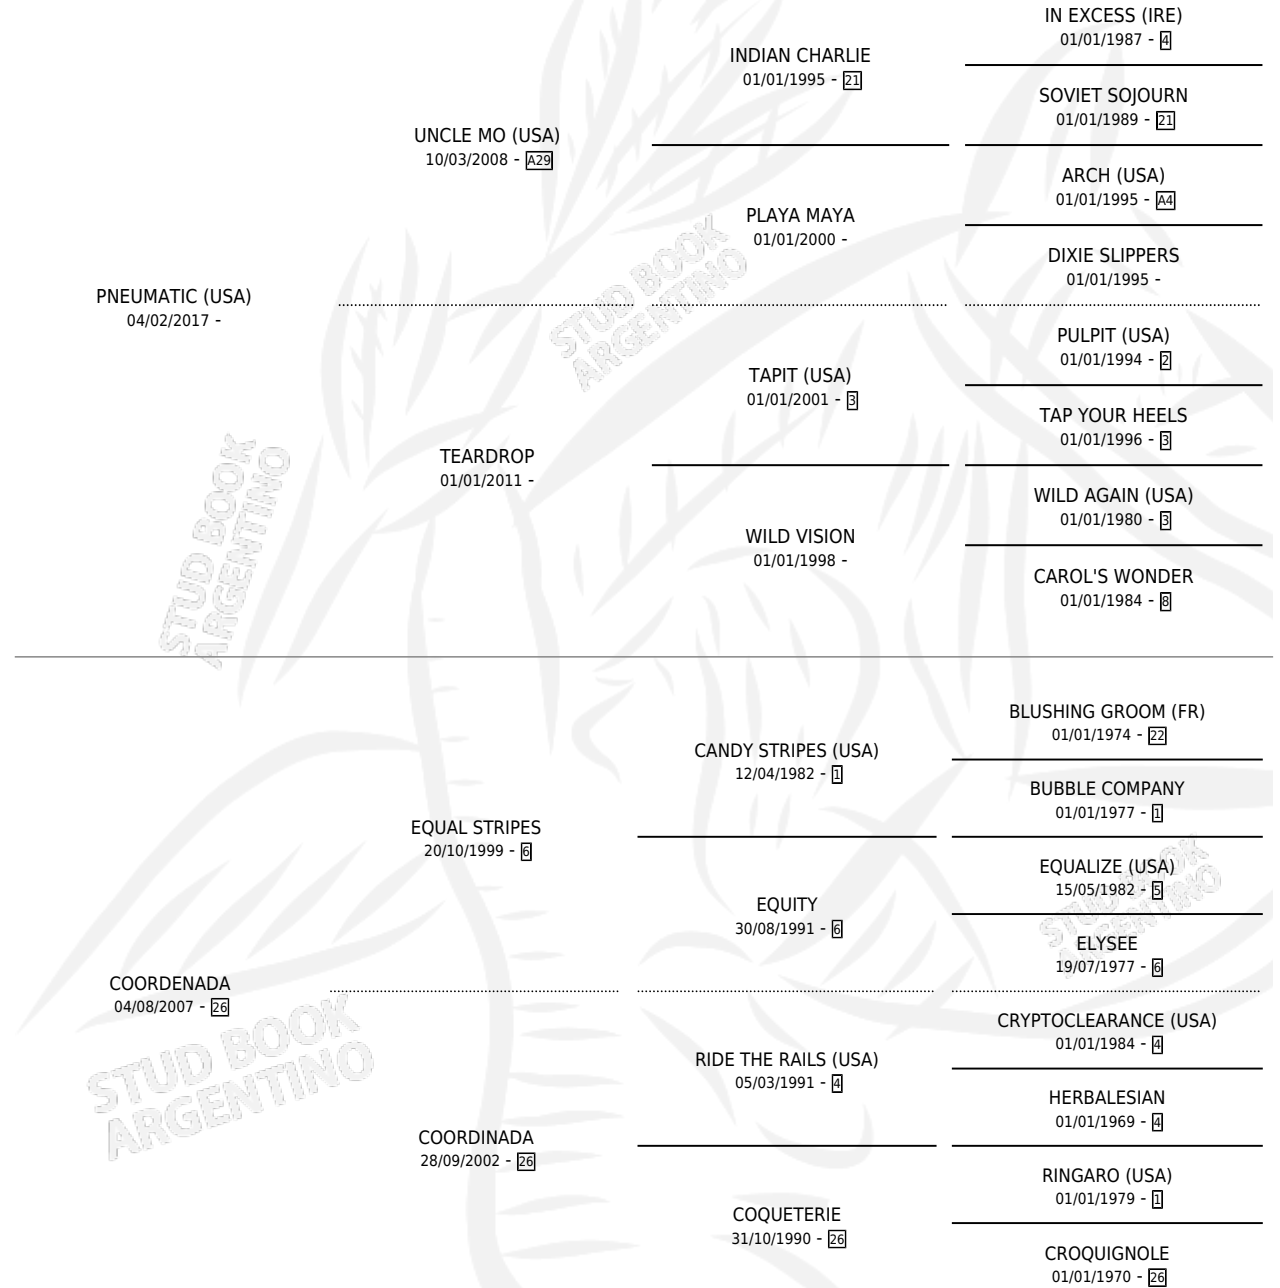 IN EXCESS (IRE)
01/01/1987 - 4
INDIAN CHARLIE
01/01/1995 - 21
SOVIET SOJOURN
01/01/1989 - 21
UNCLE MO (USA)
10/03/2008 - A29
ARCH (USA)
01/01/1995 - A4
PLAYA MAYA
01/01/2000 -
DIXIE SLIPPERS
01/01/1995 -
PNEUMATIC (USA)
04/02/2017 -
PULPIT (USA)
01/01/1994 - 2
TAPIT (USA)
01/01/2001 - 3
TAP YOUR HEELS
01/01/1996 - 3
TEARDROP
01/01/2011 -
WILD AGAIN (USA)
01/01/1980 - 3
WILD VISION
01/01/1998 -
CAROL'S WONDER
01/01/1984 - 8
BLUSHING GROOM (FR)
01/01/1974 - 22
CANDY STRIPES (USA)
12/04/1982 - 1
BUBBLE COMPANY
01/01/1977 - 1
EQUAL STRIPES
20/10/1999 - 6
EQUALIZE (USA)
15/05/1982 - 5
EQUITY
30/08/1991 - 6
ELYSEE
19/07/1977 - 6
COORDENADA
04/08/2007 - 26
CRYPTOCLEARANCE (USA)
01/01/1984 - 4
RIDE THE RAILS (USA)
05/03/1991 - 4
HERBALESIAN
01/01/1969 - 4
COORDINADA
28/09/2002 - 26
RINGARO (USA)
01/01/1979 - 1
COQUETERIE
31/10/1990 - 26
CROQUIGNOLE
01/01/1970 - 26
STUD BOOK
ARGENTINO
STUD BOOK
ARGENTINO
STUD BOOK
ARGENTINO
STUD BOOK
ARGENTINO